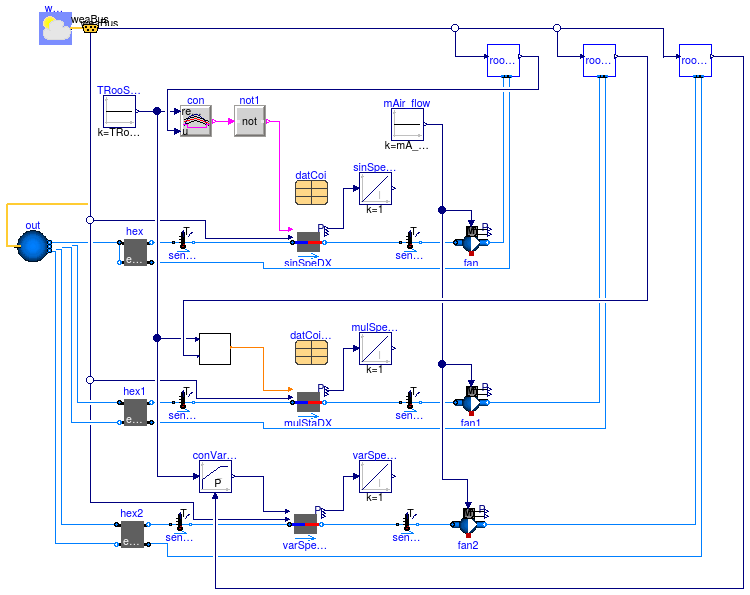 w...
weaBus
roo...
roo...
roo...
TRooS...
k=TRo...
con
re...
u
not1
not
mAir_flow
k=mA_...
sinSpe...
k=1
datCoi
out
hex
e...
T
sen...
P
sinSpeDX
T
sen...
M
P
fan
mulSpe...
k=1
datCoi...
hex1
e...
T
sen...
P
mulStaDX
T
sen...
M
P
fan1
conVar...
P
varSpe...
k=1
hex2
e...
T
sen...
P
varSpe...
T
sen...
M
P
fan2